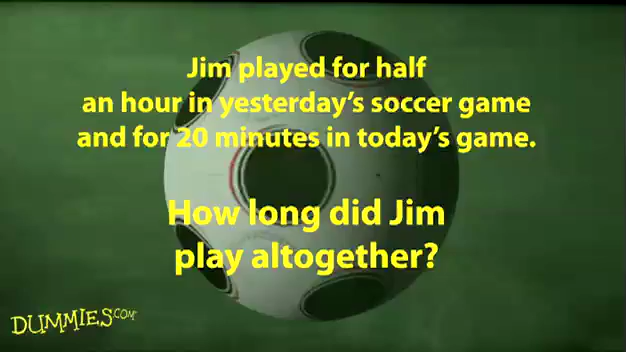 Jim played for half
an hour in yesterday's soccer game
and for 20 minutes in today's game.
How long did Jim
play altogether?
DUMMIES.COM